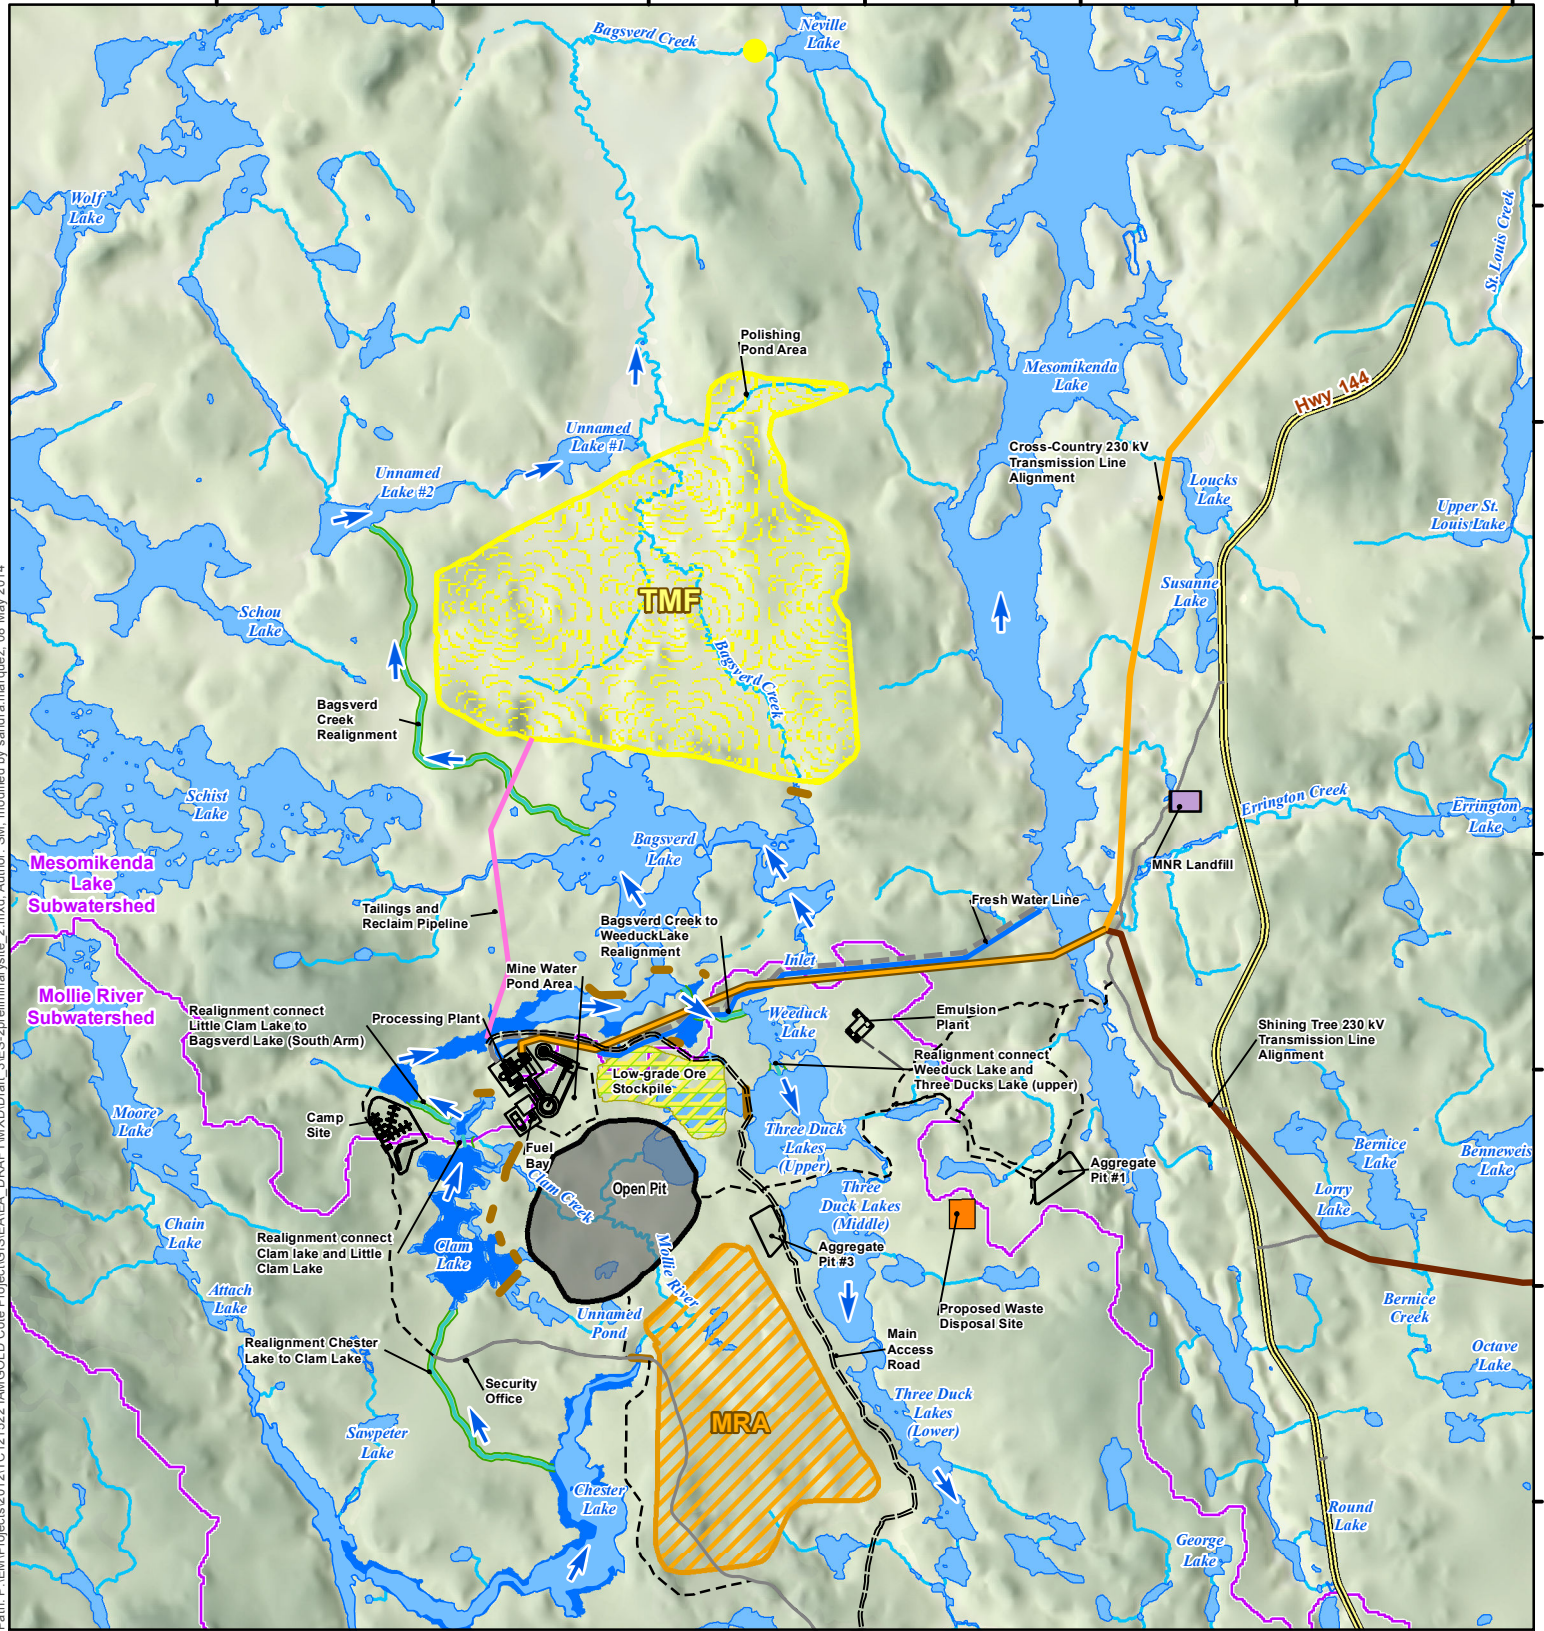 Bagsverd Creek
Neville
Lake
Wolf
Lake
St. Louis Creek
Polishing
Pond Area
Mesomikenda
Lake
Hwy 144
Unnamed
Lake #1
Cross-Country 230 kV
Transmission Line
Alignment
Unnamed
Lake #2
Loucks
Lake
Upper St.
Louis Lake
TMF
Susanne
Lake
Schou
Lake
Bagsverd Creek
Bagsverd
Creek
Realignment
Schist
Lake
Errington Creek
Errington
Lake
Bagsverd
Lake
MNR Landfill
Mesomikenda
Lake
Subwatershed
Tailings and
Reclaim Pipeline
Fresh Water Line
Bagsverd Creek to
WeeduckLake
Realignment
Inlet
Mine Water
Pond Area
Mollie River
Subwatershed
Realignment connect
Little Clam Lake to
Bagsverd Lake (South Arm)
Processing Plant
Weeduck
Lake
Emulsion
Plant
Shining Tree 230 kV
Transmission Line
Alignment
Realignment connect
Weeduck Lake and
Three Ducks Lake (upper)
Low-grade Ore
Stockpile
Moore
Lake
Camp
Site
Three Duck
Lakes
(Upper)
Fuel
Bay
Bernice
Lake
Benneweis
Lake
Aggregate
Pit #1
Clam Creek
Open Pit
Three
Duck Lakes
(Middle)
Lorry
Lake
Chain
Lake
Realignment connect
Clam lake and Little
Clam Lake
Clam
Lake
Mollie River
Aggregate
Pit #3
Attach
Lake
Unnamed
Pond
Proposed Waste
Disposal Site
Bernice
Creek
Realignment Chester
Lake to Clam Lake
Main
Access
Road
Octave
Lake
Security
Office
Three Duck
Lakes
(Lower)
MRA
Sawpeter
Lake
Chester
Lake
Round
Lake
George
Lake